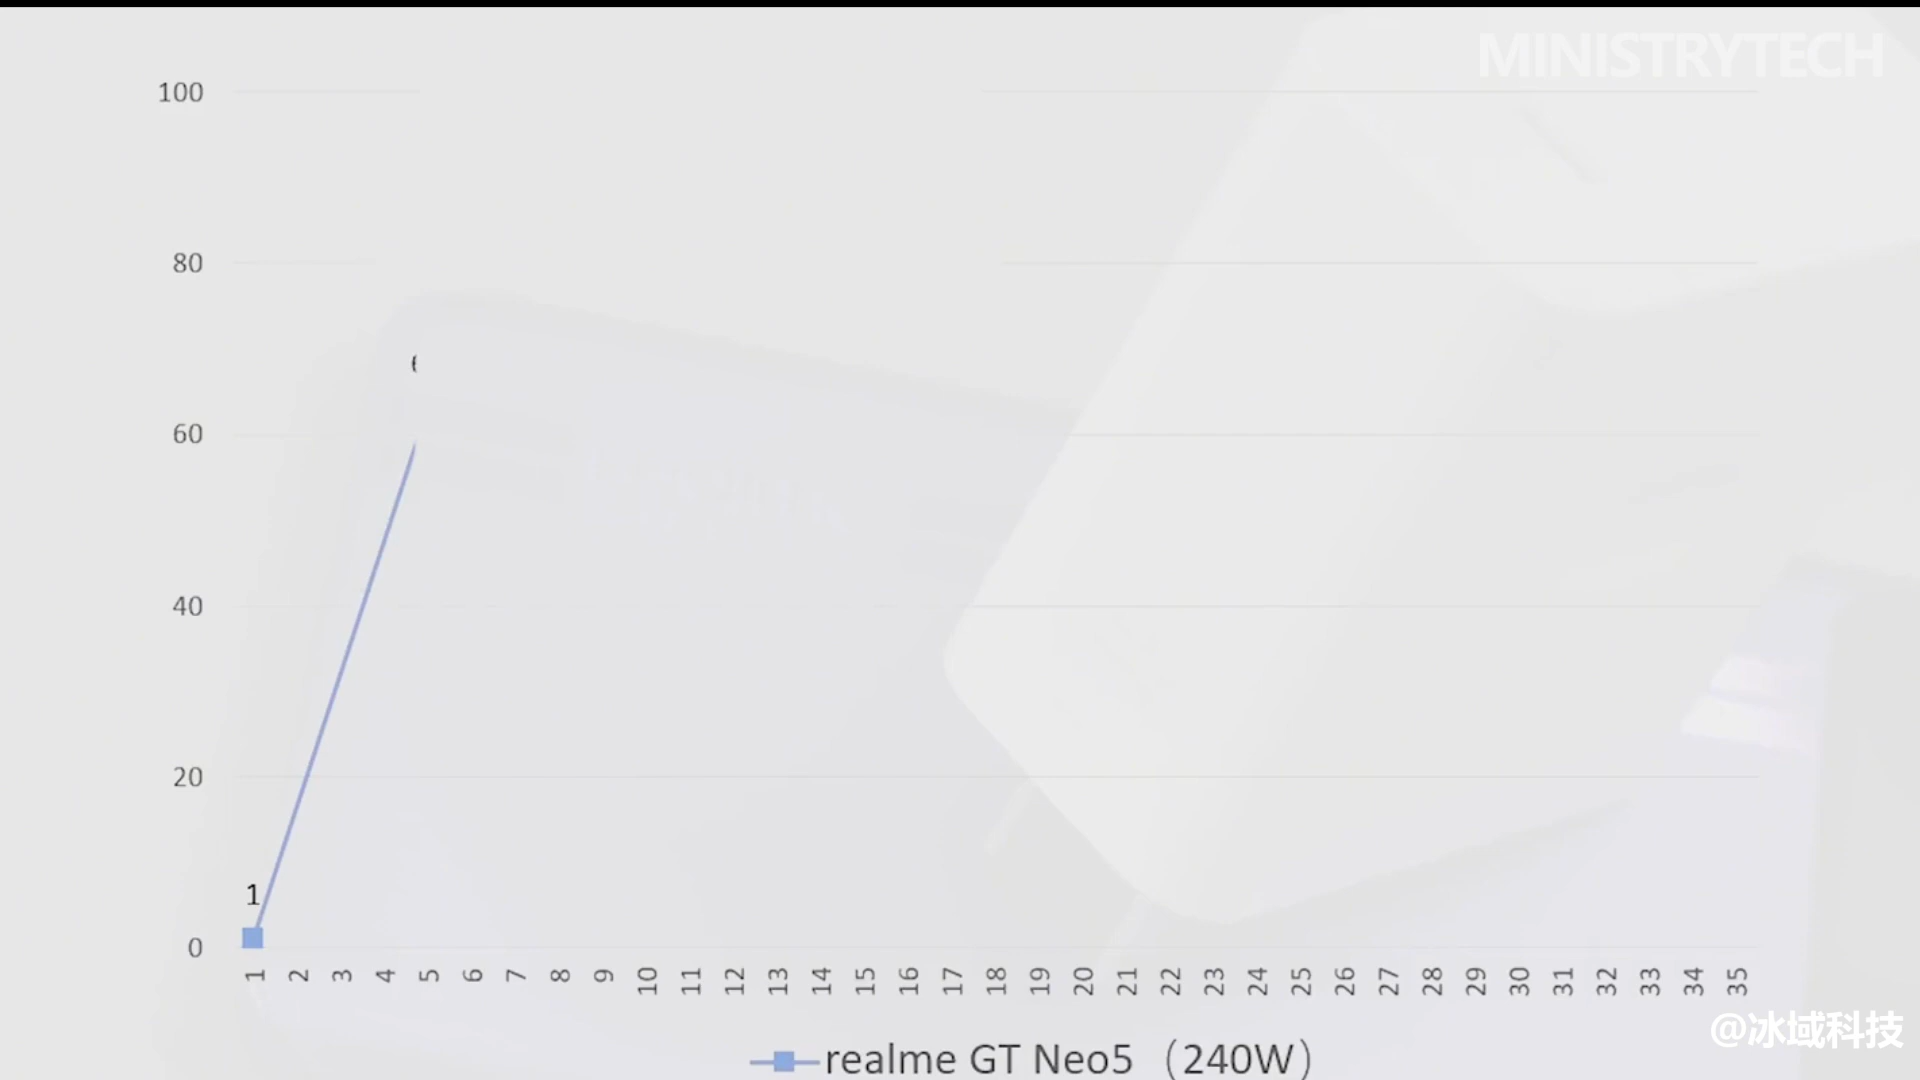 MINISTRYTECH
100
80
60
40
20
1
0
1 2 3 4 5 6 7 8 9 10 11 12 13 14 15 16 17 18 19 20 21 22 23 24 25 26 27 28 29 30 31 32 33 34 35
@冰域科技
realme GT Neo5（240W）